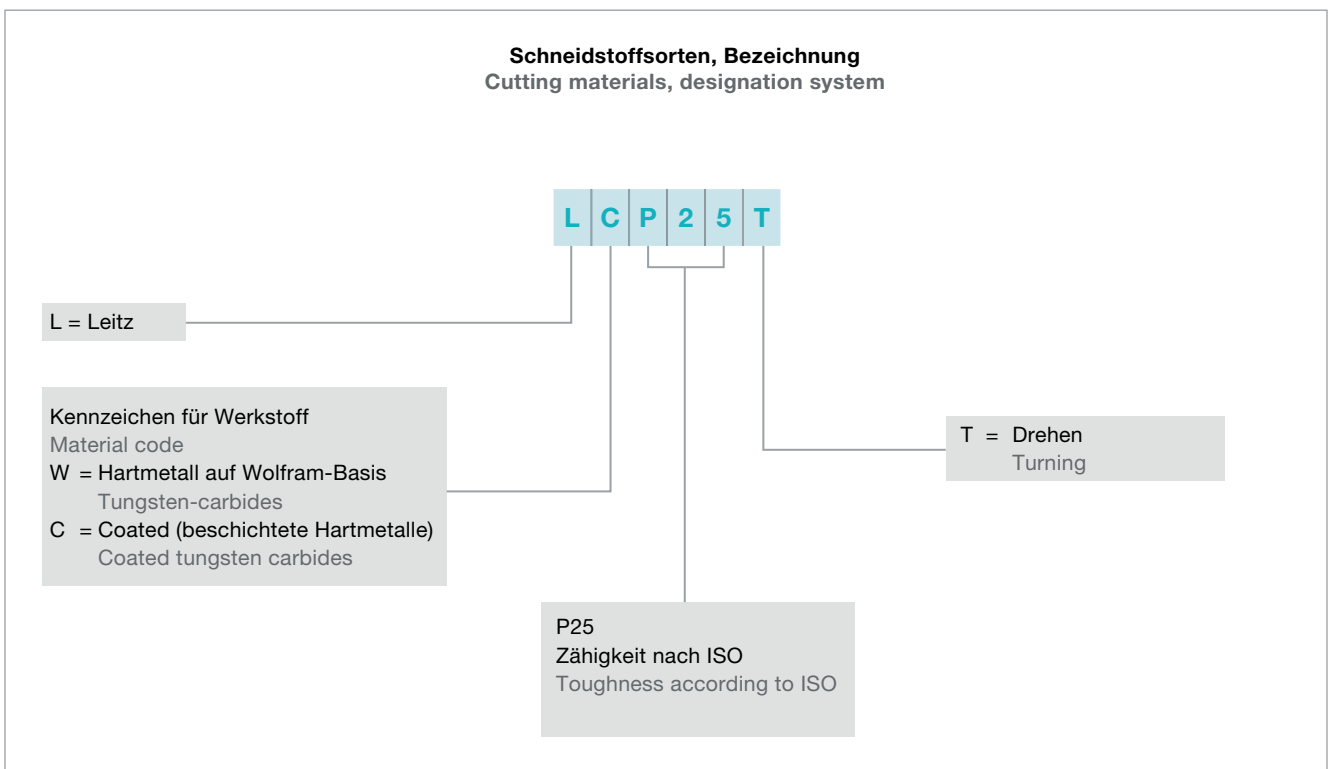 Schneidstoffsorten, Bezeichnung
Cutting materials, designation system
L C P 2 5 T
L = Leitz
Kennzeichen für Werkstoff
Material code
W = Hartmetall auf Wolfram-Basis
Tungsten-carbides
C = Coated (beschichtete Hartmetalle)
Coated tungsten carbides
T = Drehen
Turning
P25
Zähigkeit nach ISO
Toughness according to ISO